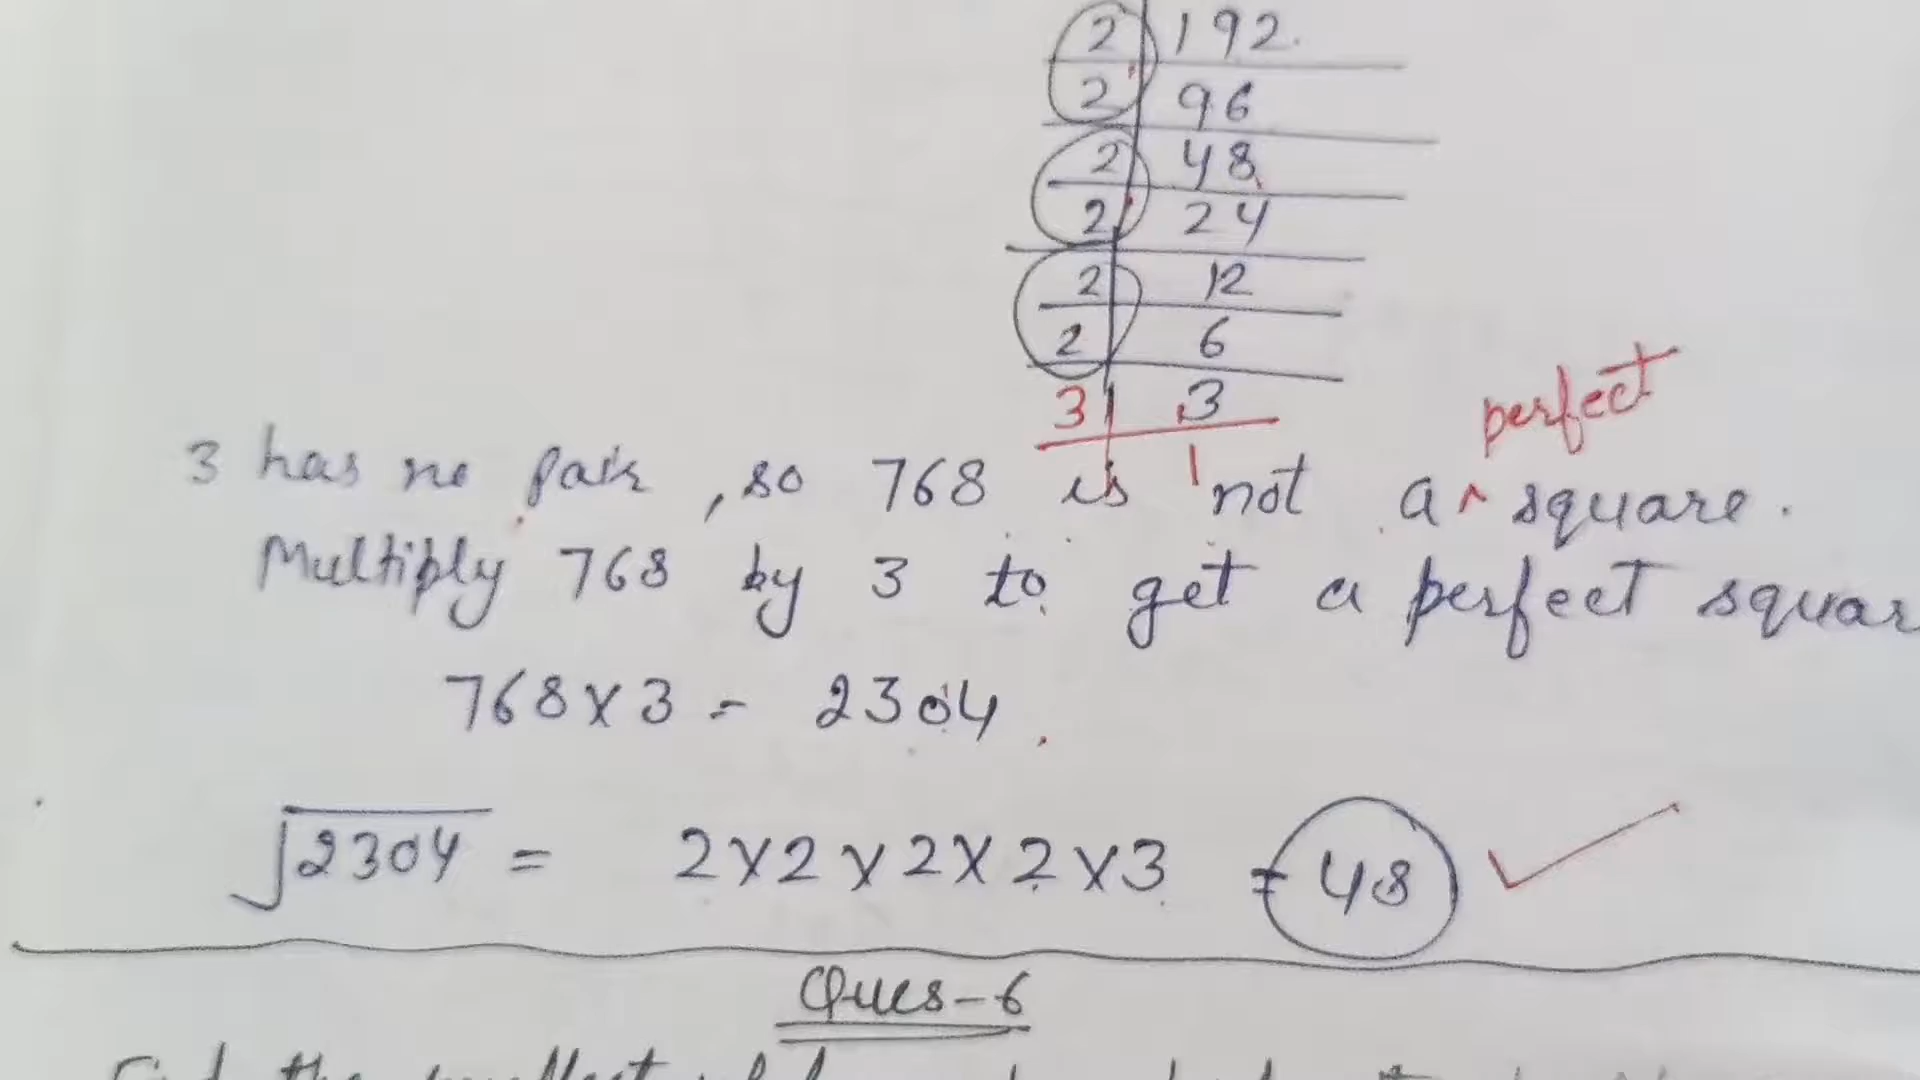 2 192.
2 96
2 48
2 24
2 12
2 6
3 3
1
perfect
3 has no pair, so 768 is not a ^ square.
Multiply 768 by 3 to get a perfect squar
768 x 3 = 2304.
√2304 = 2 x 2 x 2 x 2 x 3 = 48
Ques-6
the smallest